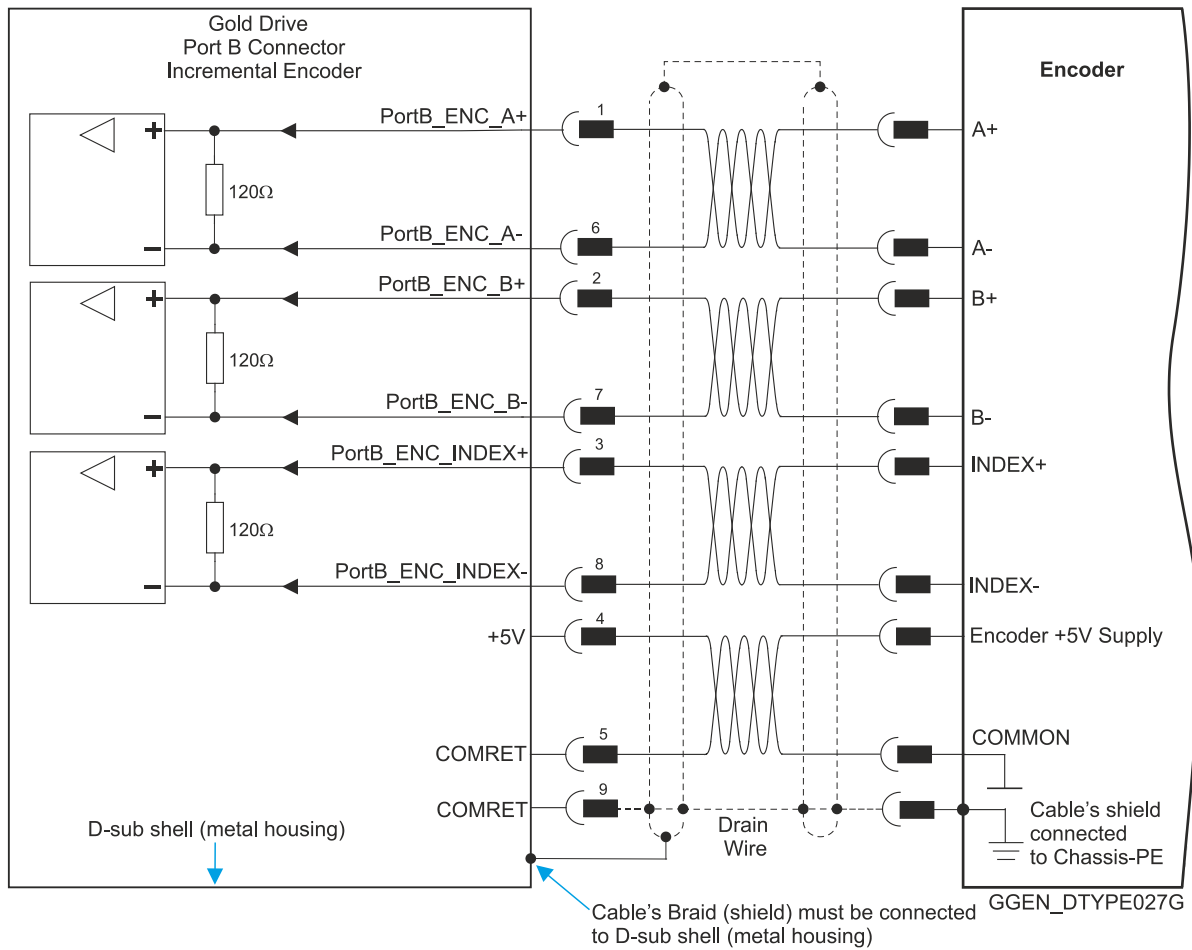 Gold Drive
Port B Connector
Incremental Encoder
Encoder
PortB_ENC_A+
1
A+
+
120Ω
PortB_ENC_A-
6
A-
−
PortB_ENC_B+
2
B+
+
120Ω
PortB_ENC_B-
7
B-
−
PortB_ENC_INDEX+
3
INDEX+
+
120Ω
PortB_ENC_INDEX-
8
INDEX-
−
+5V
4
Encoder +5V Supply
COMRET
5
COMMON
COMRET
9
Drain
Wire
Cable's shield
connected
to Chassis-PE
D-sub shell (metal housing)
GGEN_DTYPE027G
Cable's Braid (shield) must be connected
to D-sub shell (metal housing)